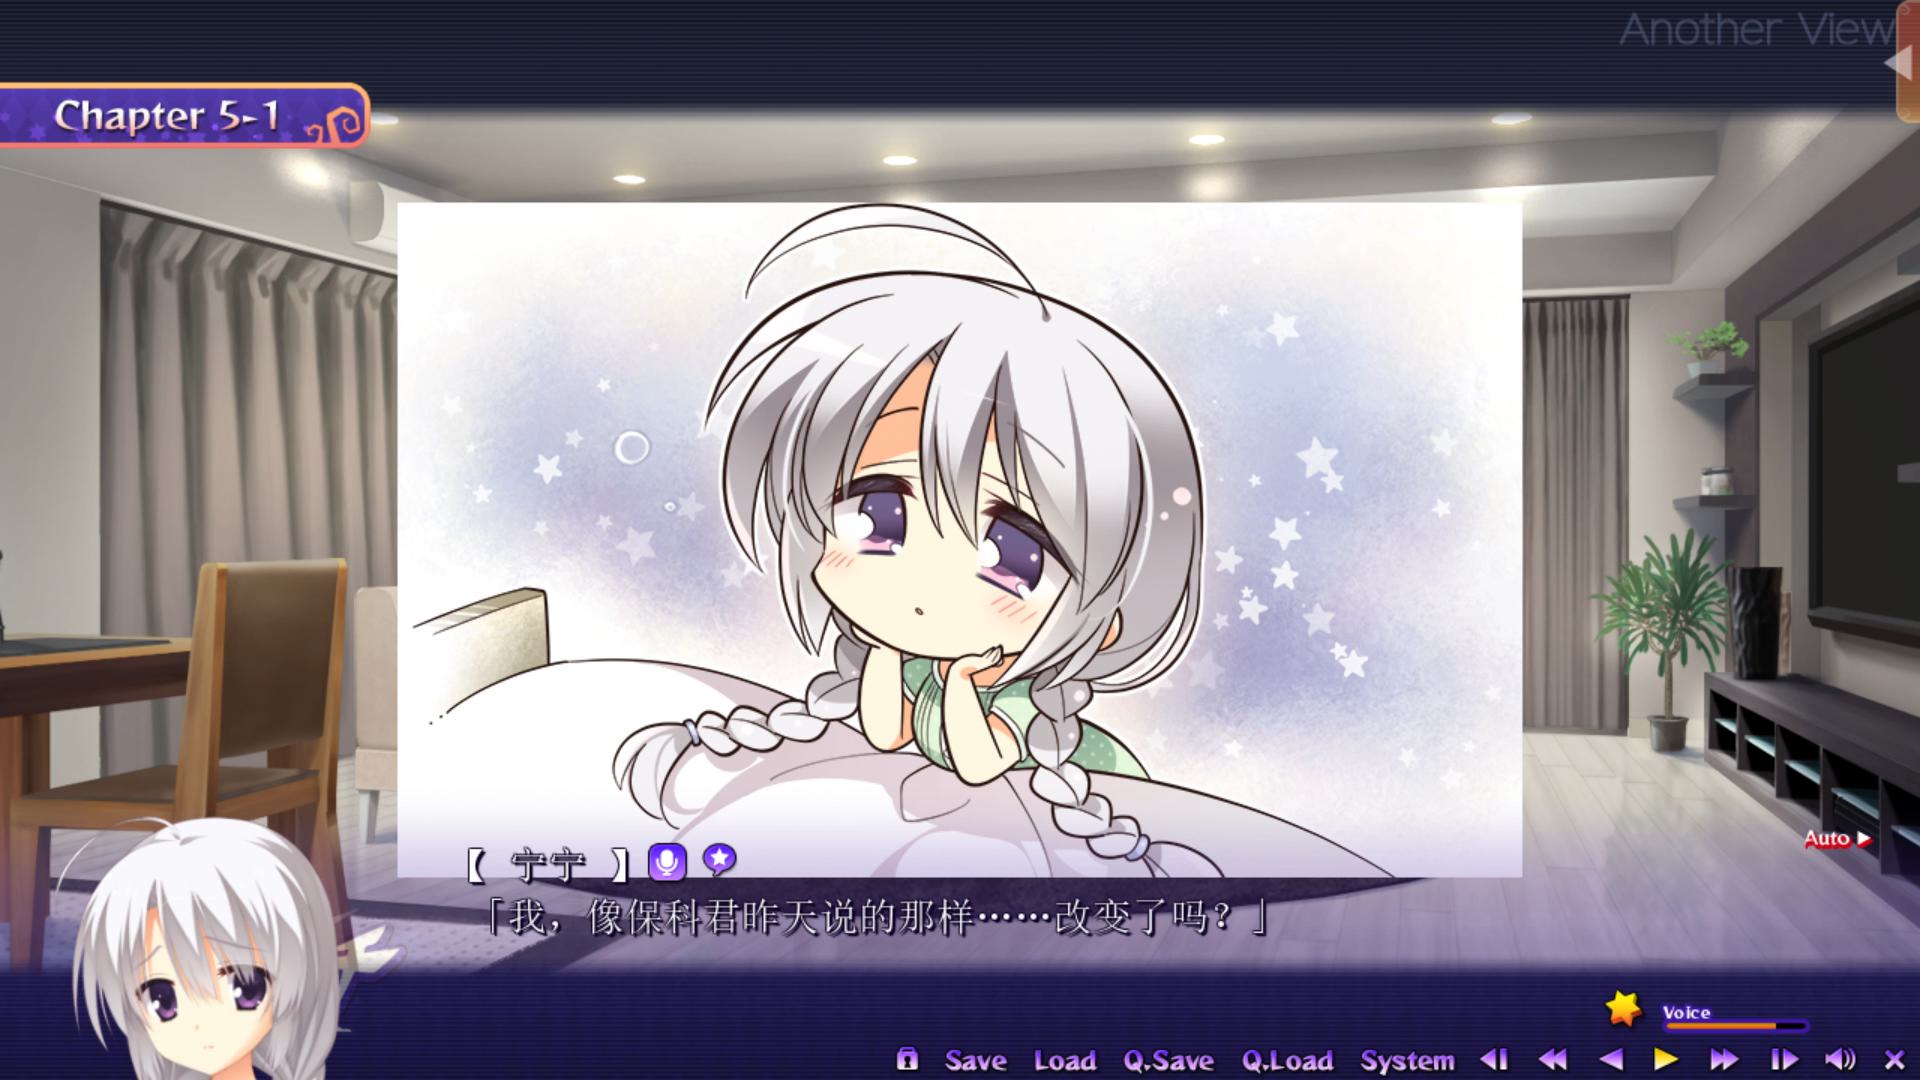 Another View
Chapter 5-1
Auto
【 宁宁 】
「我，像保科君昨天说的那样……改变了吗？」
Voice
Save Load Q.Save Q.Load System